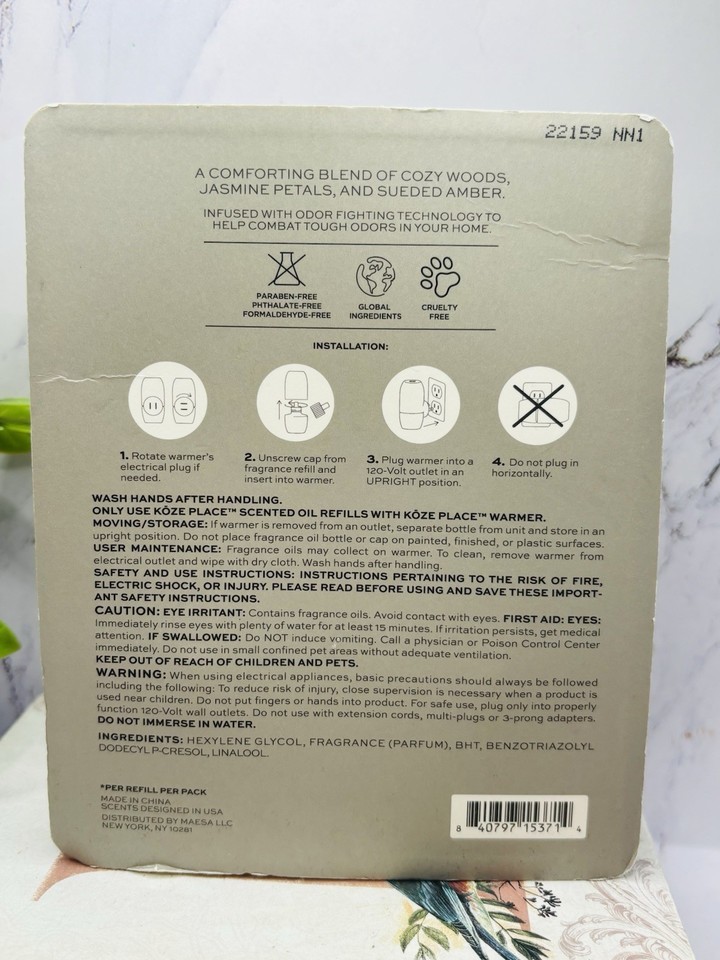 22159 NN1
A COMFORTING BLEND OF COZY WOODS,
JASMINE PETALS, AND SUEDED AMBER.
INFUSED WITH ODOR FIGHTING TECHNOLOGY TO
HELP COMBAT TOUGH ODORS IN YOUR HOME.
PARABEN-FREE
PHTHALATE-FREE
FORMALDEHYDE-FREE
GLOBAL
INGREDIENTS
CRUELTY
FREE
INSTALLATION:
1. Rotate warmer's
electrical plug if
needed.
2. Unscrew cap from
fragrance refill and
insert into warmer.
3. Plug warmer into a
120-Volt outlet in an
UPRIGHT position.
4. Do not plug in
horizontally.
WASH HANDS AFTER HANDLING.
ONLY USE KŌZE PLACE™ SCENTED OIL REFILLS WITH KŌZE PLACE™ WARMER.
MOVING/STORAGE: If warmer is removed from an outlet, separate bottle from unit and store in an
upright position. Do not place fragrance oil bottle or cap on painted, finished, or plastic surfaces.
USER MAINTENANCE: Fragrance oils may collect on warmer. To clean, remove warmer from
electrical outlet and wipe with dry cloth. Wash hands after handling.
SAFETY AND USE INSTRUCTIONS: INSTRUCTIONS PERTAINING TO THE RISK OF FIRE,
ELECTRIC SHOCK, OR INJURY. PLEASE READ BEFORE USING AND SAVE THESE IMPORT-
ANT SAFETY INSTRUCTIONS.
CAUTION: EYE IRRITANT: Contains fragrance oils. Avoid contact with eyes. FIRST AID: EYES:
Immediately rinse eyes with plenty of water for at least 15 minutes. If irritation persists, get medical
attention. IF SWALLOWED: Do NOT induce vomiting. Call a physician or Poison Control Center
immediately. Do not use in small confined pet areas without adequate ventilation.
KEEP OUT OF REACH OF CHILDREN AND PETS.
WARNING: When using electrical appliances, basic precautions should always be followed
including the following: To reduce risk of injury, close supervision is necessary when a product is
used near children. Do not put fingers or hands into product. For safe use, plug only into properly
function 120-Volt wall outlets. Do not use with extension cords, multi-plugs or 3-prong adapters.
DO NOT IMMERSE IN WATER.
INGREDIENTS: HEXYLENE GLYCOL, FRAGRANCE (PARFUM), BHT, BENZOTRIAZOLYL
DODECYL P-CRESOL, LINALOOL.
*PER REFILL PER PACK
MADE IN CHINA
SCENTS DESIGNED IN USA
DISTRIBUTED BY MAESA LLC
NEW YORK, NY 10281
8 40797 15371 4